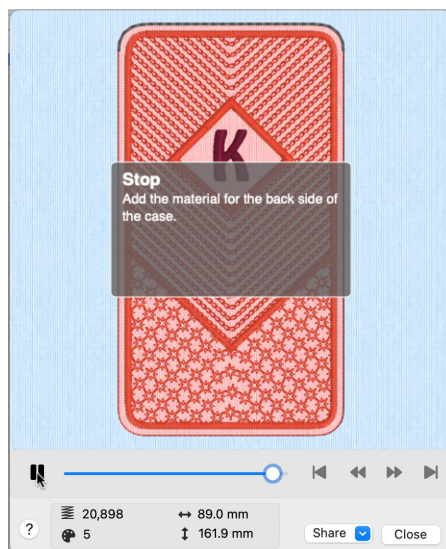 K
Stop
Add the material for the back side of
the case.
20,898
89.0 mm
5
161.9 mm
?
Share
Close